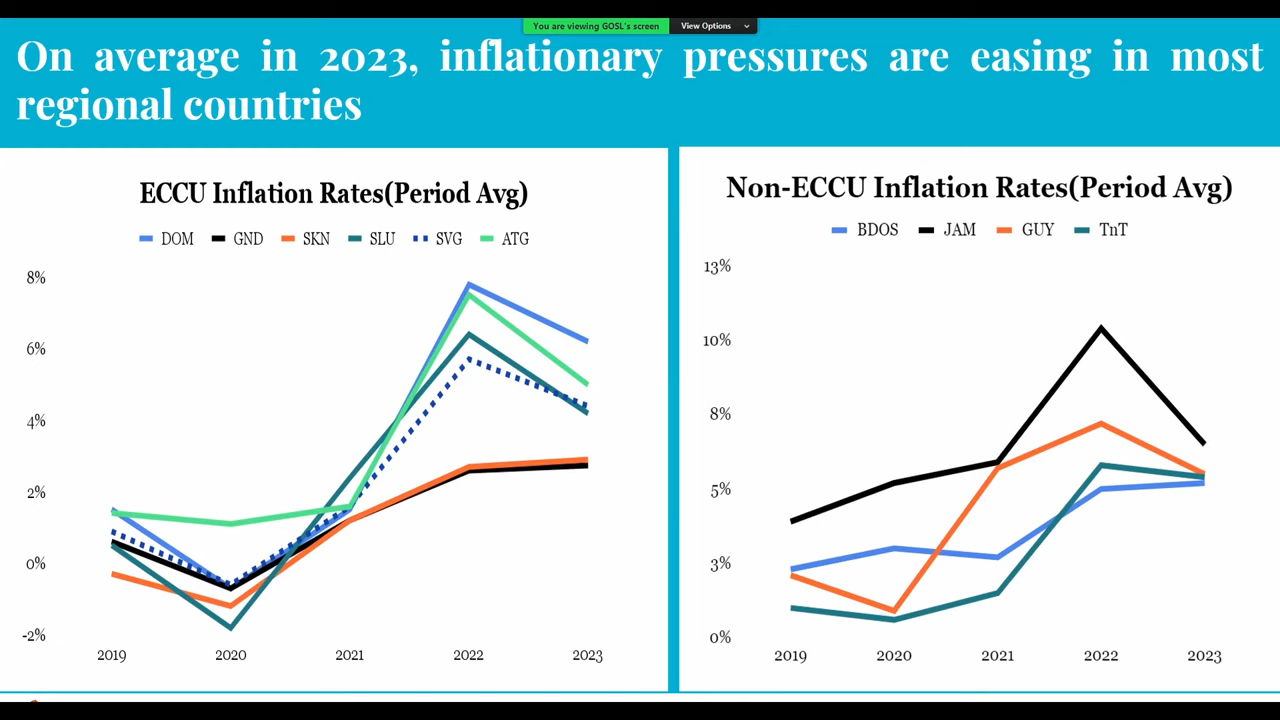 You are viewing GOSL's screen
View Options
On average in 2023, inflationary pressures are easing in most
regional countries
ECCU Inflation Rates(Period Avg)
DOM GND SKN SLU SVG ATG
8%
6%
4%
2%
0%
-2%
2019 2020 2021 2022 2023
Non-ECCU Inflation Rates(Period Avg)
BDOS JAM GUY TnT
13%
10%
8%
5%
3%
0%
2019 2020 2021 2022 2023